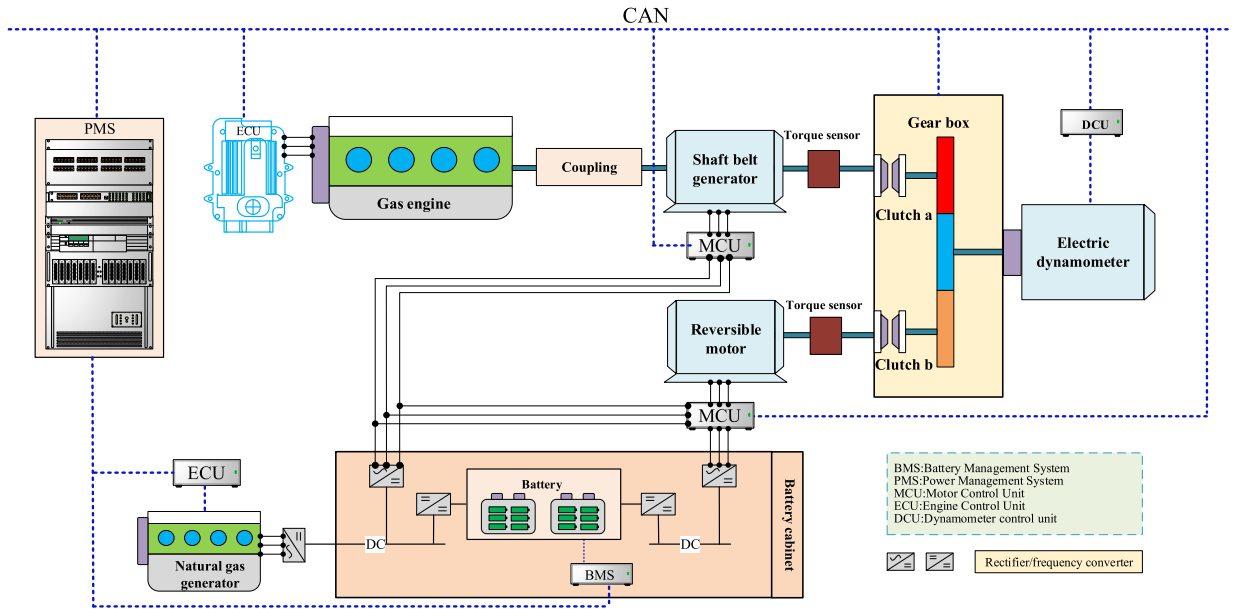 CAN
PMS
ECU
Gas engine
Coupling
Shaft belt
generator
Torque sensor
Gear box
DCU
Clutch a
MCU
Electric
dynamometer
Reversible
motor
Torque sensor
Clutch b
MCU
ECU
Natural gas
generator
DC
Battery
DC
BMS
Battery cabinet
BMS:Battery Management System
PMS:Power Management System
MCU:Motor Control Unit
ECU:Engine Control Unit
DCU:Dynamometer control unit
Rectifier/frequency converter